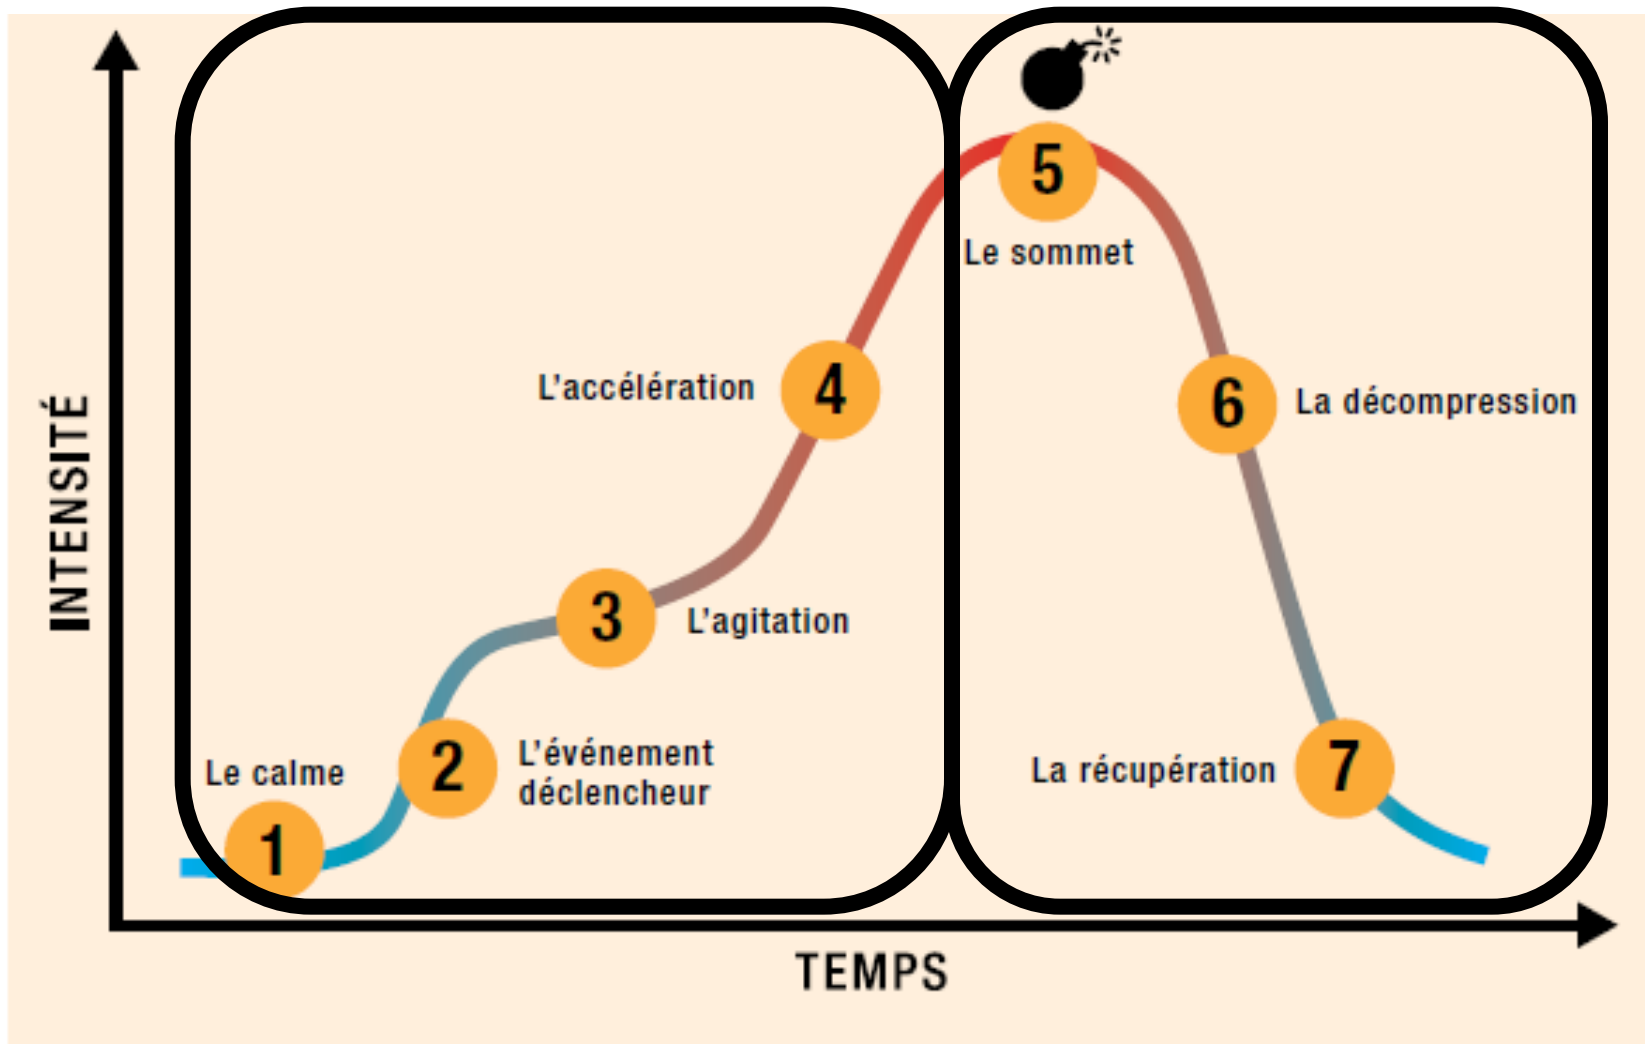 INTENSITÉ
1
Le calme
2
L'événement
déclencheur
3
L'agitation
4
L'accélération
5
Le sommet
6
La décompression
7
La récupération
TEMPS